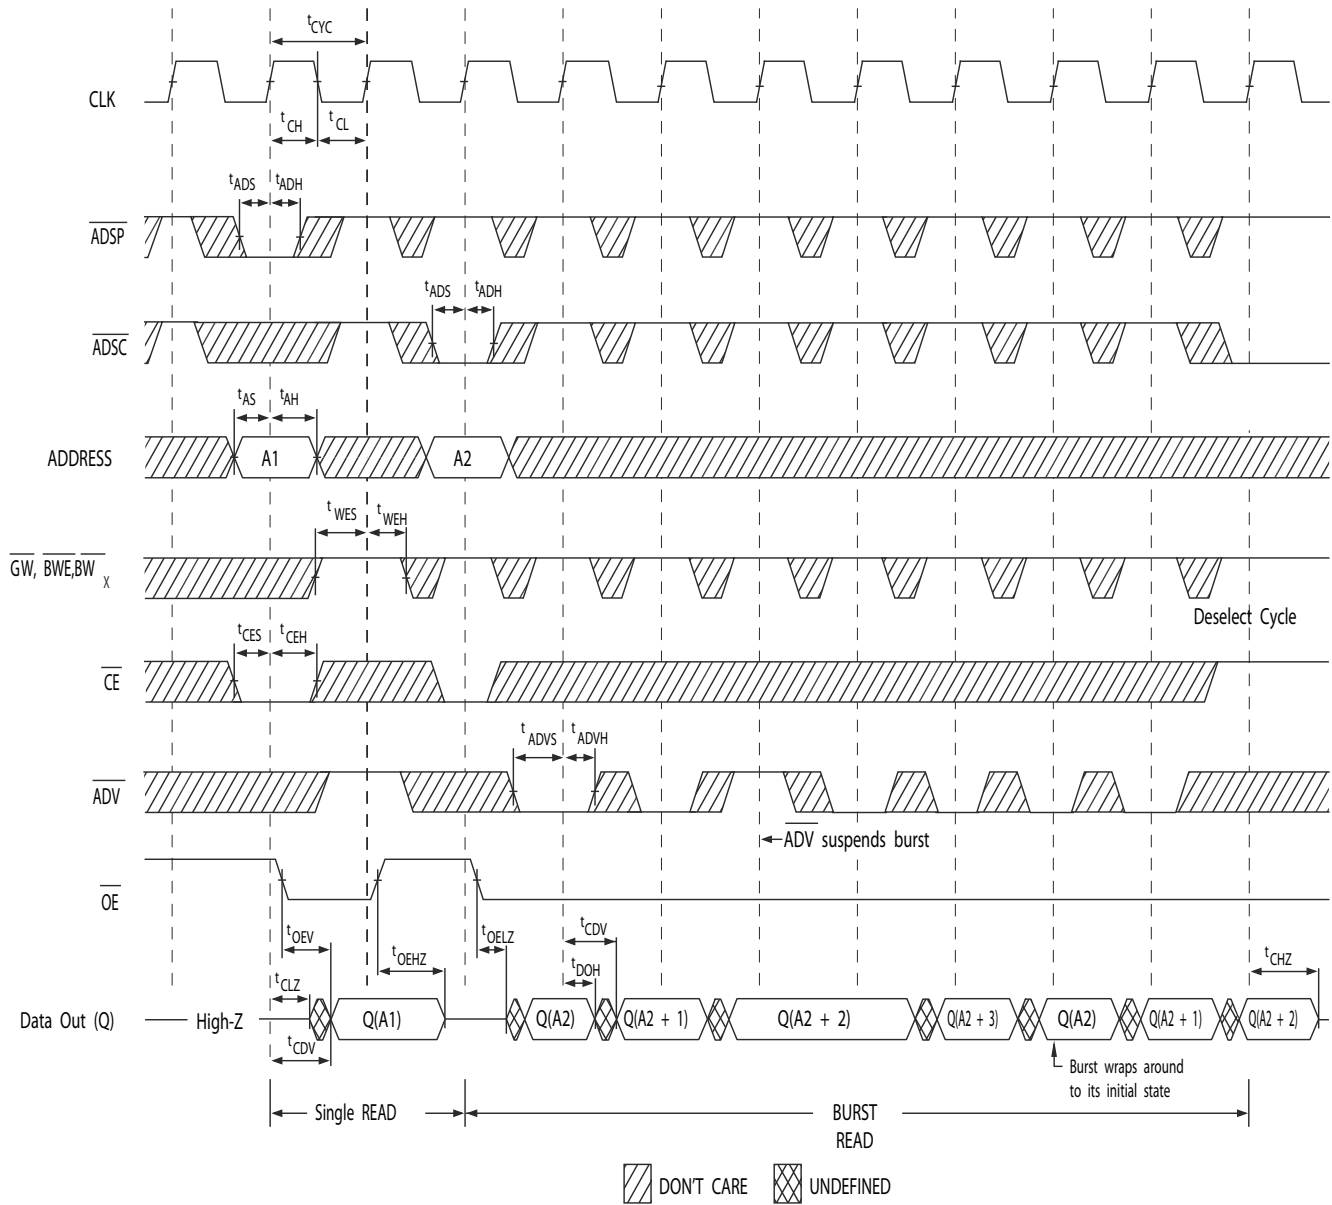 tCYC
CLK
tCH
tCL
tADS
tADH
ADSP
tADS
tADH
ADSC
tAS
tAH
ADDRESS
A1
A2
tWES
tWEH
GW, BWE,BW X
Deselect Cycle
tCES
tCEH
CE
tADVS
tADVH
ADV
ADV suspends burst
OE
tOEV
tOEHZ
tOELZ
tCDV
tCHZ
tCLZ
tDOH
Data Out (Q)
High-Z
Q(A1)
Q(A2)
Q(A2 + 1)
Q(A2 + 2)
Q(A2 + 3)
Q(A2)
Q(A2 + 1)
Q(A2 + 2)
tCDV
Burst wraps around
to its initial state
Single READ
BURST
READ
DON'T CARE
UNDEFINED